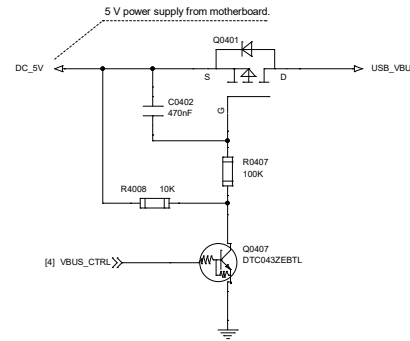 5 V power supply from motherboard.
Q0401
DC_5V
S
D
USB_VBU
C0402
470nF
G
R0407
100K
R4008 10K
Q0407
DTC043ZEBTL
[4] VBUS_CTRL